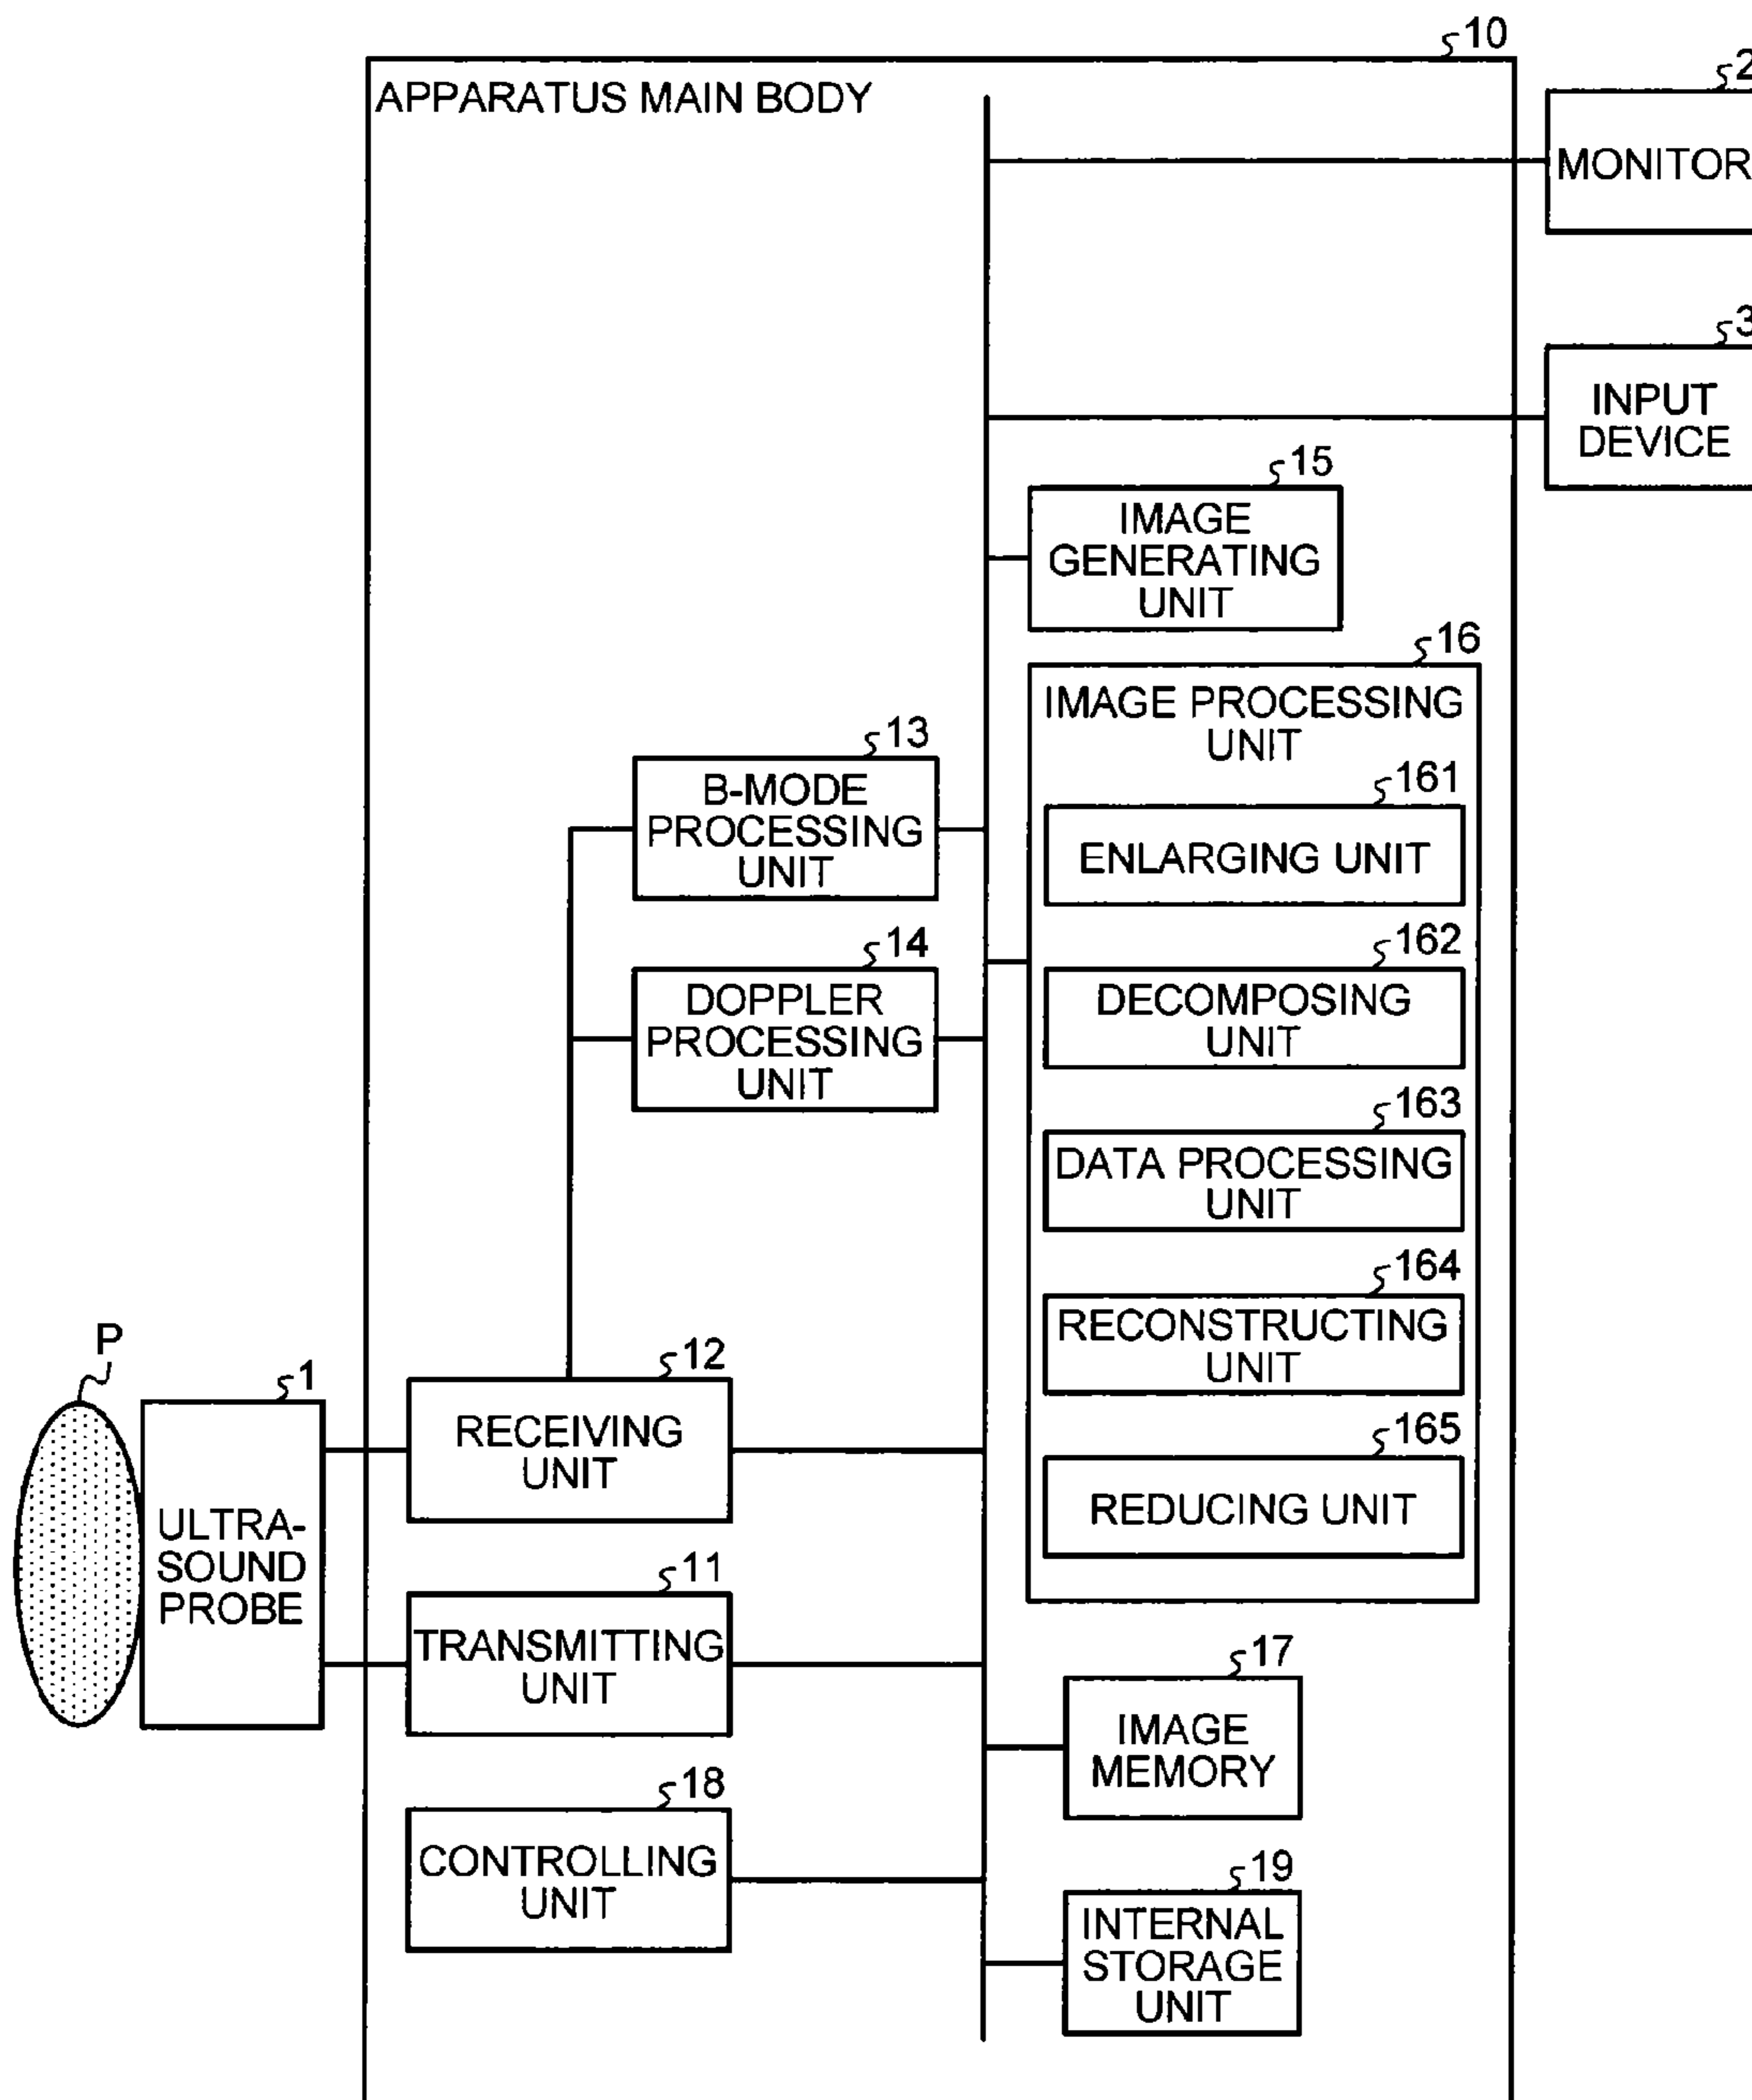 10
APPARATUS MAIN BODY
2
MONITOR
3
INPUT
DEVICE
15
IMAGE
GENERATING
UNIT
16
IMAGE PROCESSING
UNIT
13
B-MODE
PROCESSING
UNIT
161
ENLARGING UNIT
14
DOPPLER
PROCESSING
UNIT
162
DECOMPOSING
UNIT
163
DATA PROCESSING
UNIT
164
RECONSTRUCTING
UNIT
165
REDUCING UNIT
P
1
ULTRA-
SOUND
PROBE
12
RECEIVING
UNIT
11
TRANSMITTING
UNIT
17
IMAGE
MEMORY
18
CONTROLLING
UNIT
19
INTERNAL
STORAGE
UNIT